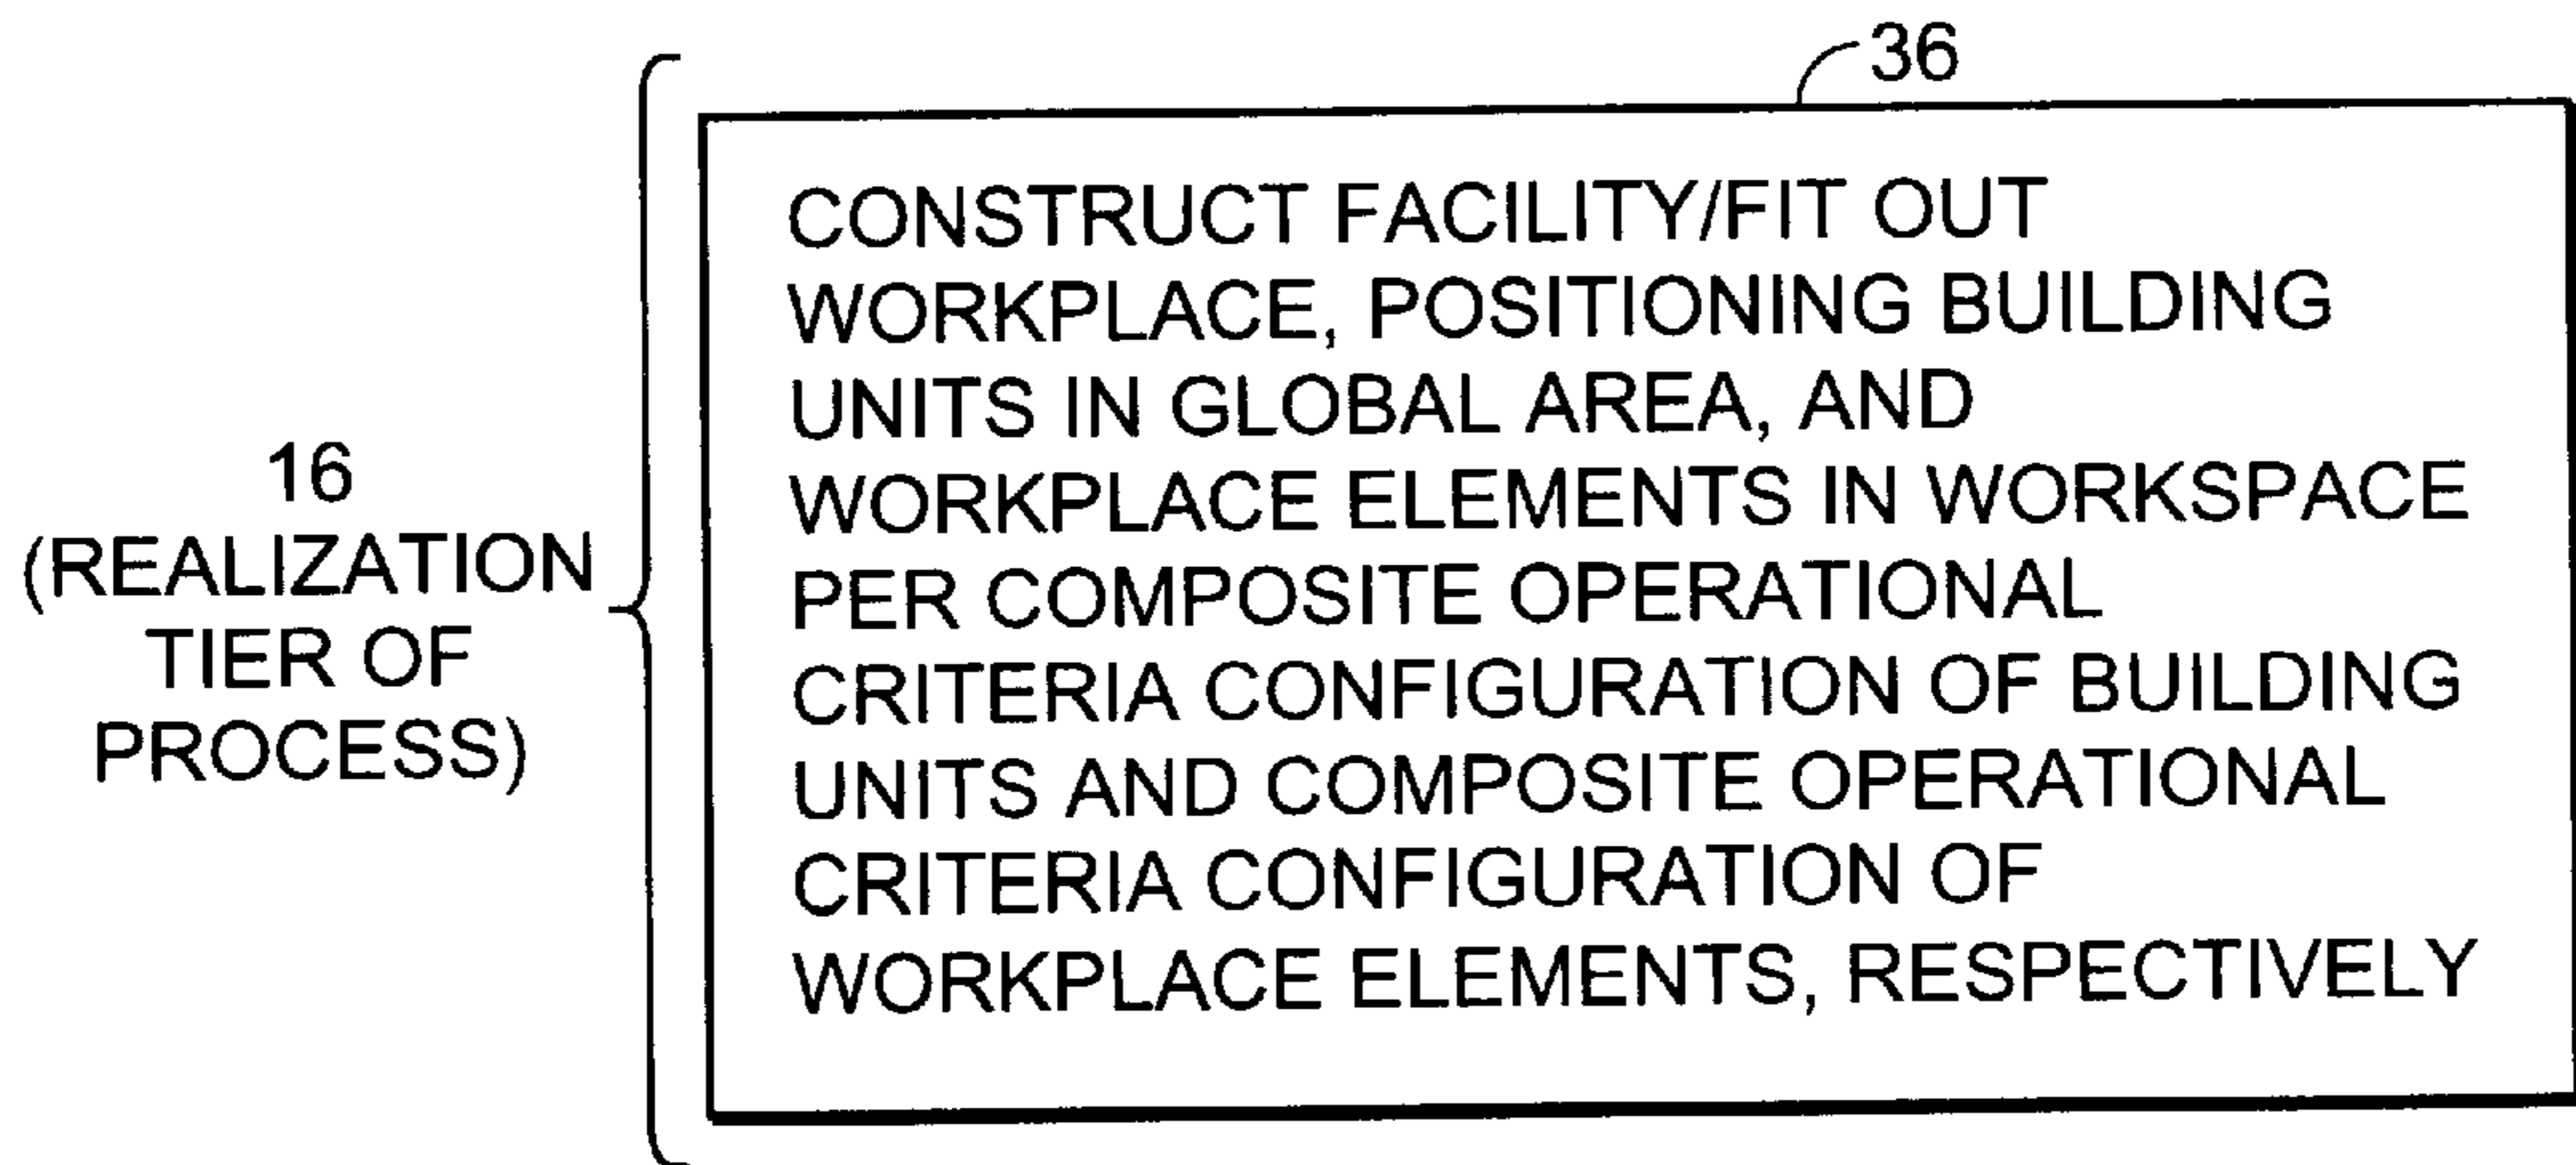 36
CONSTRUCT FACILITY/FIT OUT
WORKPLACE, POSITIONING BUILDING
UNITS IN GLOBAL AREA, AND
WORKPLACE ELEMENTS IN WORKSPACE
PER COMPOSITE OPERATIONAL
CRITERIA CONFIGURATION OF BUILDING
UNITS AND COMPOSITE OPERATIONAL
CRITERIA CONFIGURATION OF
WORKPLACE ELEMENTS, RESPECTIVELY
16
(REALIZATION
TIER OF
PROCESS)